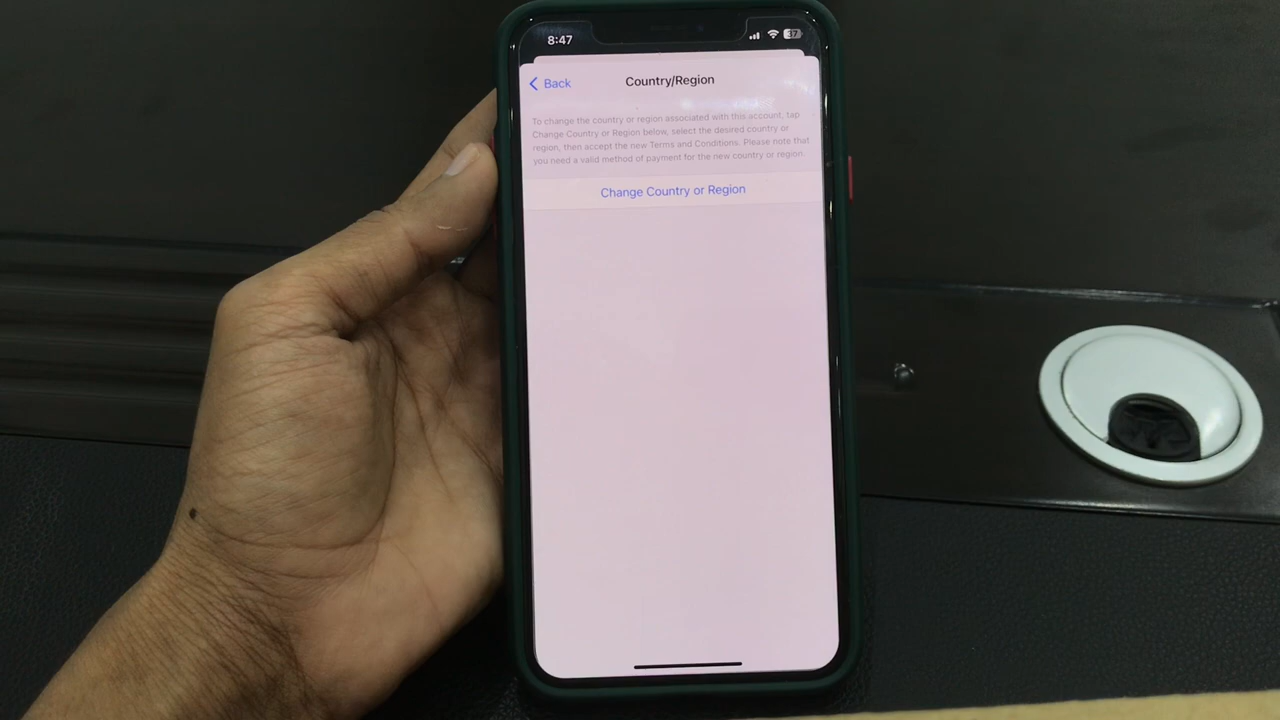 8:47
37
Back
Country/Region
To change the country or region associated with this account, tap
Change Country or Region below, select the desired country or
region, then accept the new Terms and Conditions. Please note that
you need a valid method of payment for the new country or region.
Change Country or Region